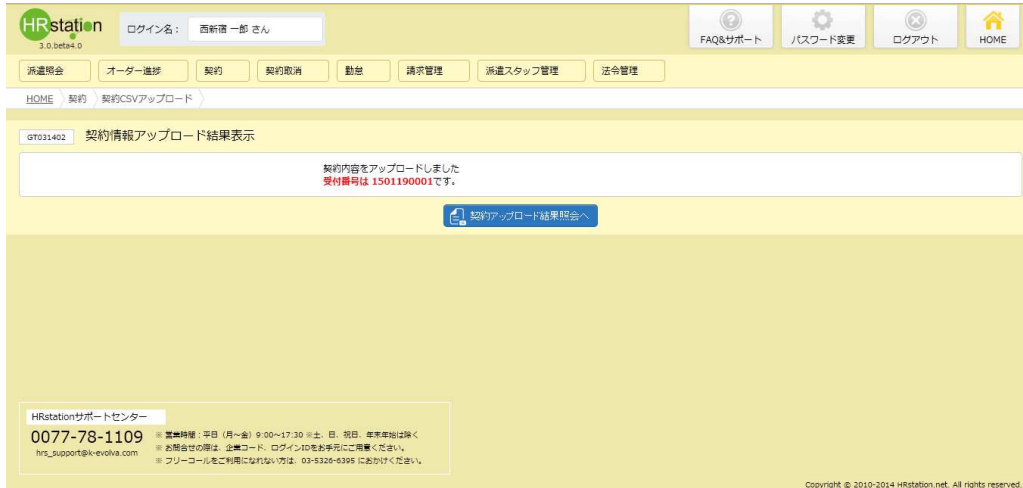 HRstation
3.0.beta4.0
ログイン名： 西新宿 一郎 さん
FAQ&サポート パスワード変更 ログアウト HOME
派遣照会 オーダー進捗 契約 契約取消 勤怠 請求管理 派遣スタッフ管理 法令管理
HOME 契約 契約CSVアップロード
GT031402 契約情報アップロード結果表示
契約内容をアップロードしました
受付番号は 1501190001です。
契約アップロード結果照会へ
HRstationサポートセンター
0077-78-1109
hrs_support@k-evolva.com
※ 営業時間：平日（月～金）9:00～17:30 ※土、日、祝日、年末年始は除く
※ お問合せの際は、企業コード、ログインIDをお手元にご用意ください。
※ フリーコールをご利用になれない方は、03-5326-6395 におかけください。
Copyright © 2010-2014 HRstation.net. All rights reserved.